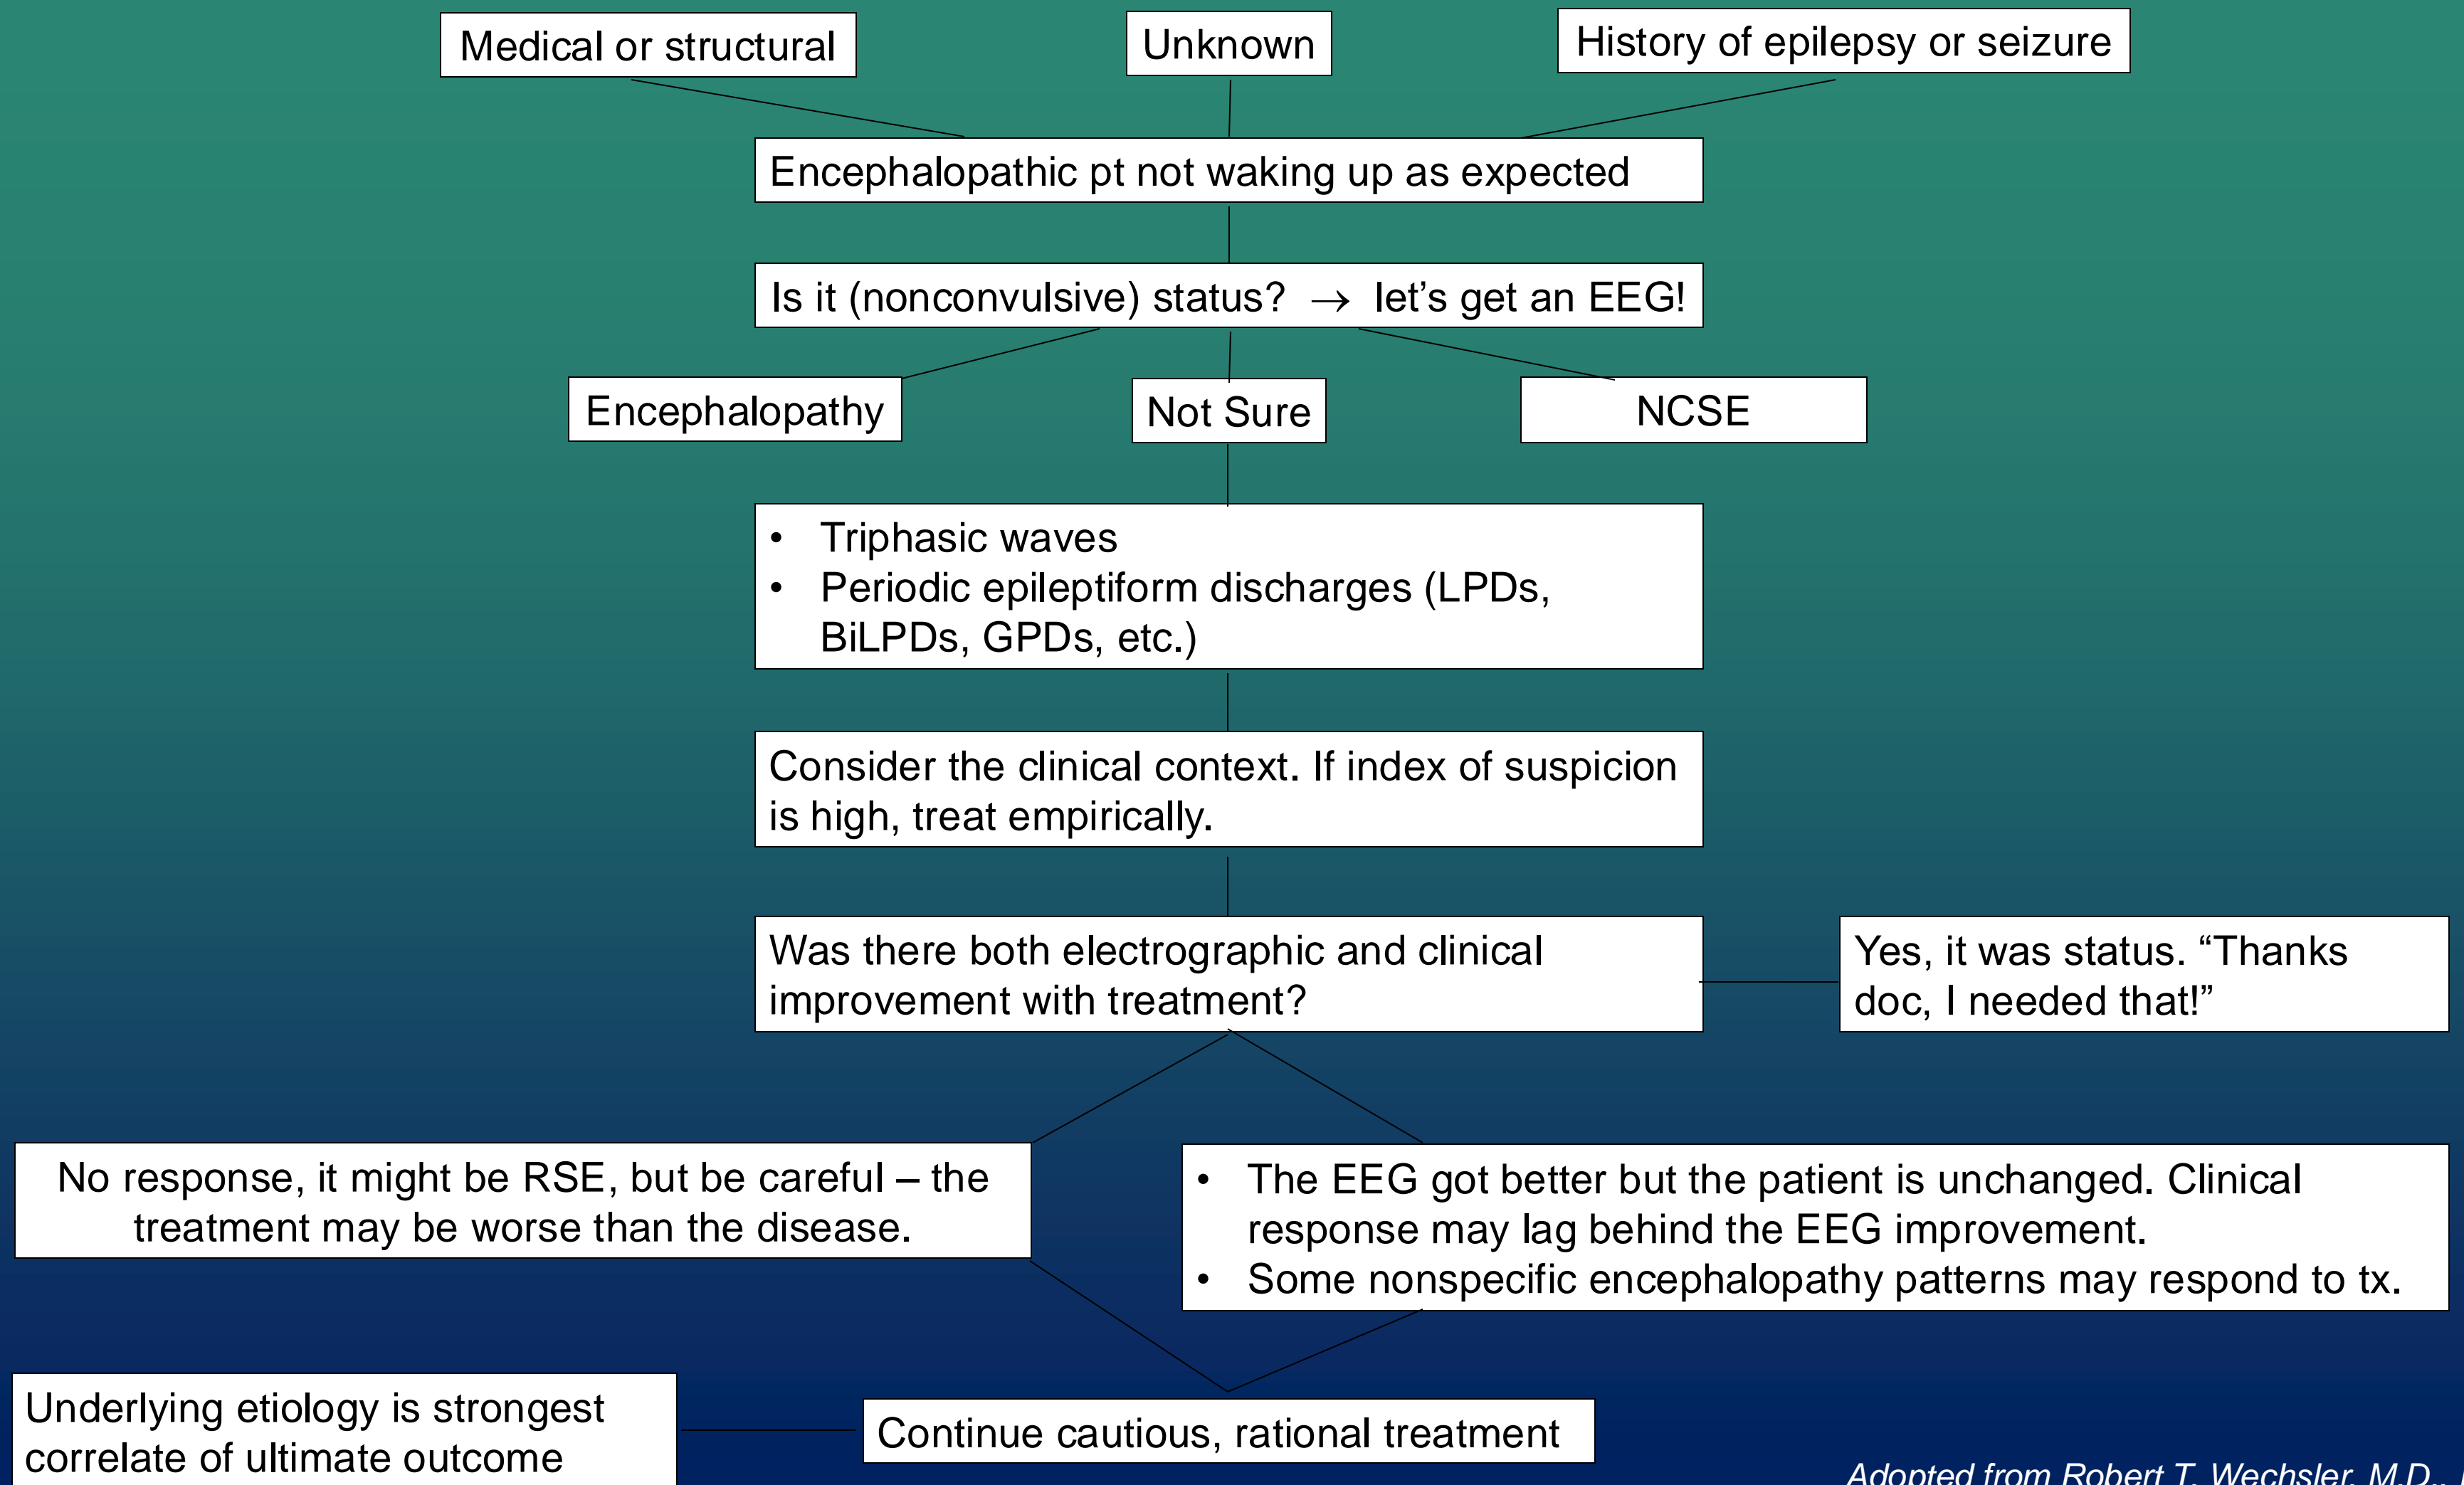 Medical or structural
Unknown
History of epilepsy or seizure
Encephalopathic pt not waking up as expected
Is it (nonconvulsive) status? → let’s get an EEG!
Encephalopathy
Not Sure
NCSE
• Triphasic waves
• Periodic epileptiform discharges (LPDs,
BiLPDs, GPDs, etc.)
Consider the clinical context. If index of suspicion
is high, treat empirically.
Was there both electrographic and clinical
improvement with treatment?
Yes, it was status. “Thanks
doc, I needed that!”
No response, it might be RSE, but be careful – the
treatment may be worse than the disease.
• The EEG got better but the patient is unchanged. Clinical
response may lag behind the EEG improvement.
• Some nonspecific encephalopathy patterns may respond to tx.
Underlying etiology is strongest
correlate of ultimate outcome
Continue cautious, rational treatment
Adopted from Robert T. Wechsler, M.D.,